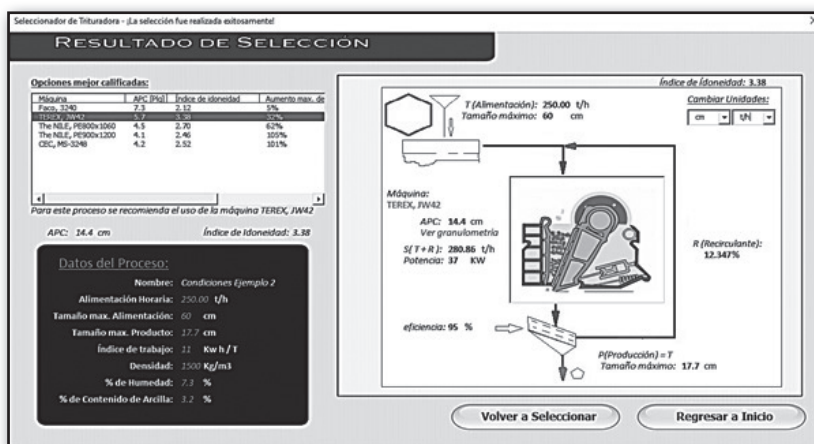 Seleccionador de Trituradora - ¡La selección fue realizada exitosamente!
RESULTADO DE SELECCIÓN
Opciones mejor calificadas:
Máquina APC [Plg] Índice de idoneidad Aumento max. de
Faco, 3240 7.3 2.12 5%
TEREX, JW42 5.7 3.38 32%
The NILE, PE800x1060 4.5 2.70 62%
The NILE, PE900x1200 4.1 2.46 105%
CEC, MS-3248 4.2 2.52 101%
Para este proceso se recomienda el uso de la máquina TEREX, JW42
APC: 14.4 cm Índice de Idoneidad: 3.38
Datos del Proceso:
Nombre: Condiciones Ejemplo 2
Alimentación Horaria: 250.00 t/h
Tamaño max. Alimentación: 60 cm
Tamaño max. Producto: 17.7 cm
Índice de trabajo: 11 Kw h / T
Densidad: 1500 Kg/m3
% de Humedad: 7.3 %
% de Contenido de Arcilla: 3.2 %
Índice de Ídoneidad: 3.38
T (Alimentación): 250.00 t/h
Tamaño máximo: 60 cm
Cambiar Unidades:
cm t/h
Máquina:
TEREX, JW42
APC: 14.4 cm
Ver granulometría
S( T + R ): 280.86 t/h
Potencia: 37 KW
R (Recirculante):
12.347%
eficiencia: 95 %
P(Producción) = T
Tamaño máximo: 17.7 cm
Volver a Seleccionar
Regresar a Inicio